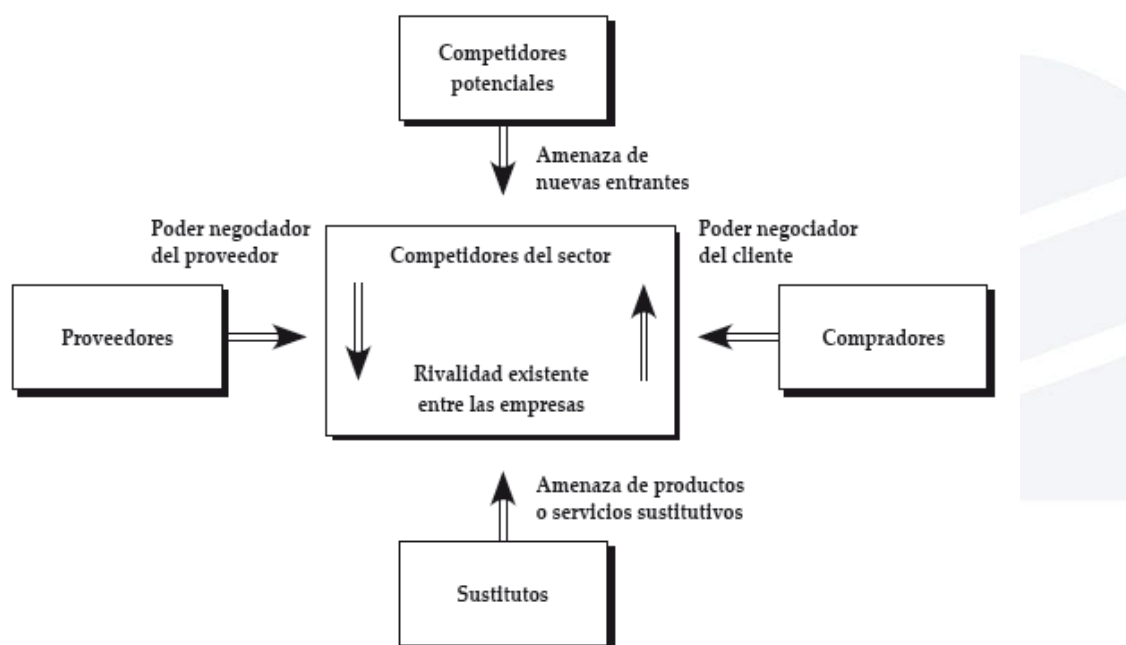 Competidores
potenciales
Amenaza de
nuevas entrantes
Poder negociador
del proveedor
Competidores del sector
Poder negociador
del cliente
Proveedores
Rivalidad existente
entre las empresas
Compradores
Amenaza de productos
o servicios sustitutivos
Sustitutos